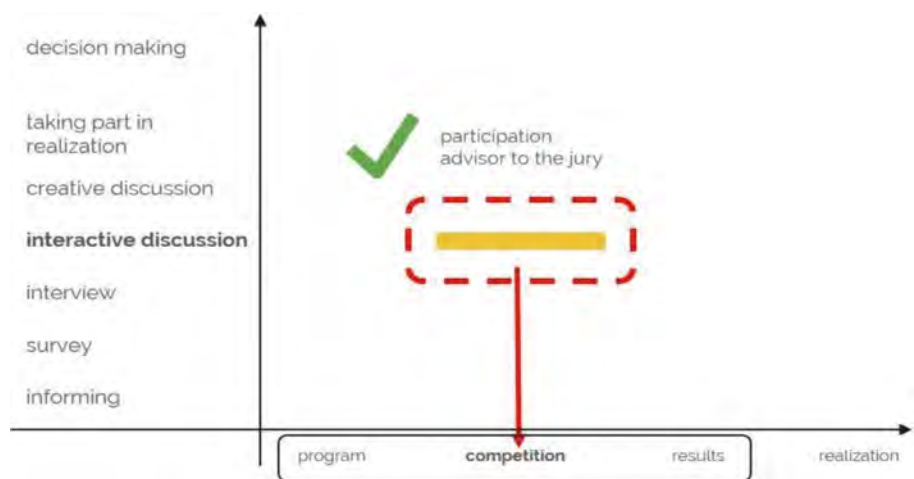 decision making
taking part in
realization
participation
advisor to the jury
creative discussion
interactive discussion
interview
survey
informing
program
competition
results
realization